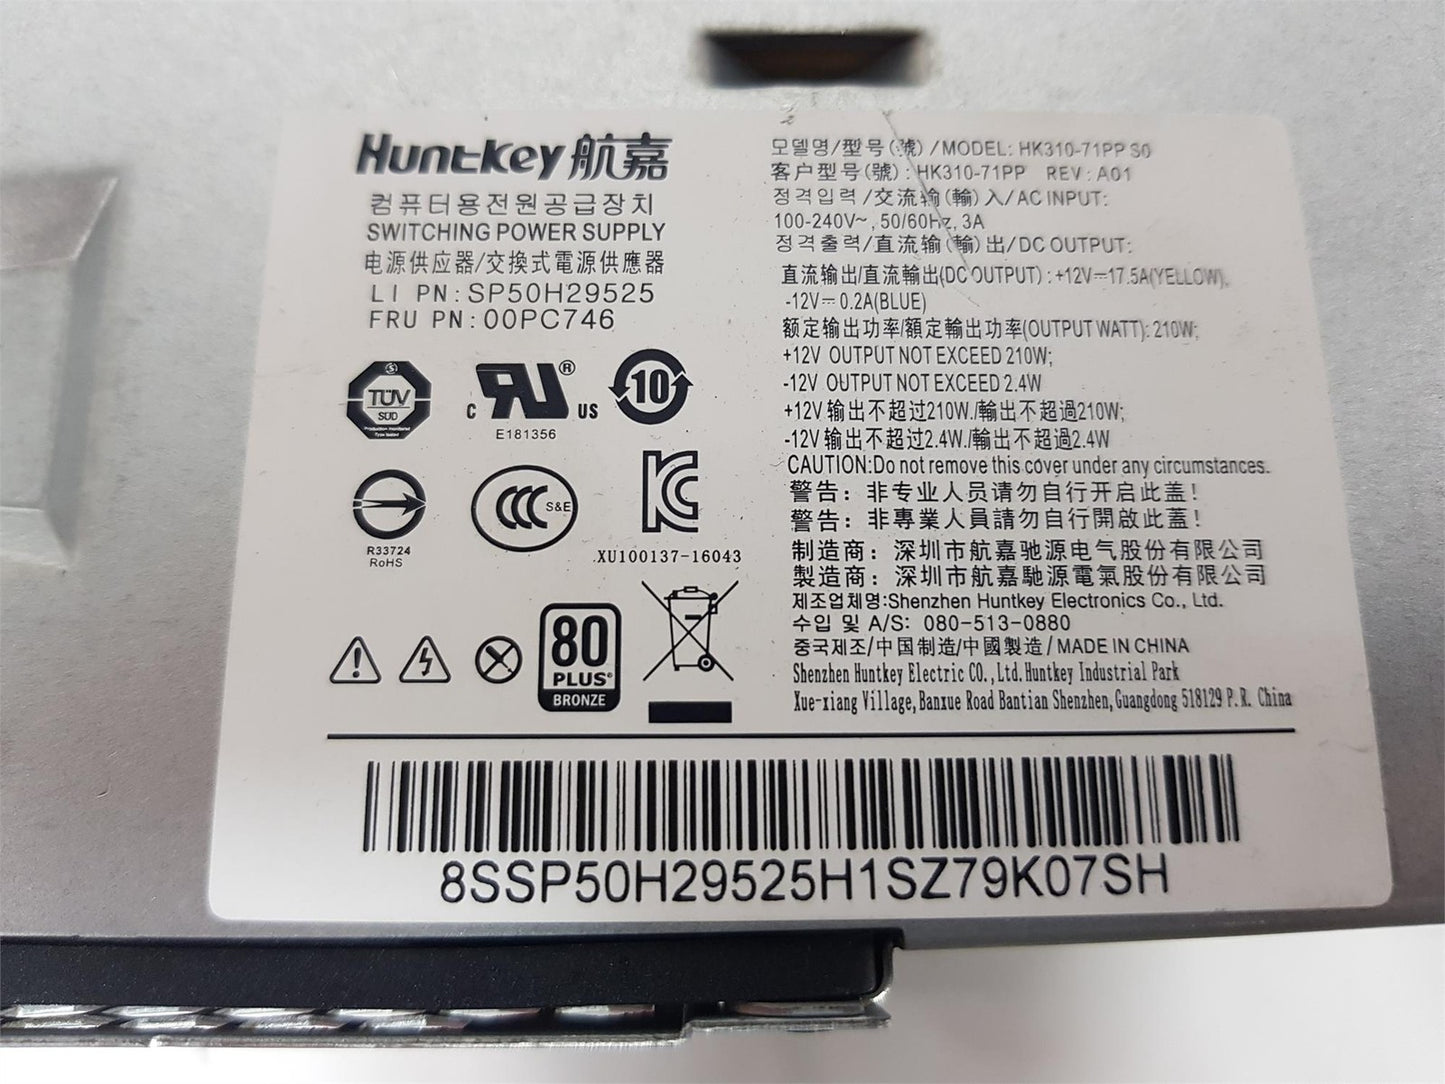 Huntkey 航嘉
컴퓨터용전원공급장치
SWITCHING POWER SUPPLY
电源供应器/交換式電源供應器
LI PN:SP50H29525
FRU PN:00PC746
TÜV
SÜD
Production monitored
Type tested
C RU ® US
E181356
10
R33724
RoHS
CCC S&E
KC
XU100137-16043
80
PLUS
BRONZE
모델명/型号(號)/MODEL: HK310-71PP S0
客户型号(號): HK310-71PP REV: A01
정격입력/交流输(輸)入/AC INPUT:
100-240V~, 50/60Hz, 3A
정격출력/直流输(輸)出/DC OUTPUT:
直流输出/直流輸出(DC OUTPUT): +12V⎓17.5A(YELLOW),
-12V⎓0.2A(BLUE)
额定输出功率/額定輸出功率(OUTPUT WATT): 210W;
+12V OUTPUT NOT EXCEED 210W;
-12V OUTPUT NOT EXCEED 2.4W
+12V 输出不超过210W./輸出不超過210W;
-12V 输出不超过2.4W./輸出不超過2.4W
CAUTION:Do not remove this cover under any circumstances.
警告：非专业人员请勿自行开启此盖！
警告：非專業人員請勿自行開啟此蓋！
制造商：深圳市航嘉驰源电气股份有限公司
製造商：深圳市航嘉馳源電氣股份有限公司
제조업체명:Shenzhen Huntkey Electronics Co., Ltd.
수입 및 A/S: 080-513-0880
중국제조/中国制造/中國製造/MADE IN CHINA
Shenzhen Huntkey Electric CO., Ltd. Huntkey Industrial Park
Xue-xiang Village, Banxue Road Bantian Shenzhen, Guangdong 518129 P. R. China
8SSP50H29525H1SZ79K07SH